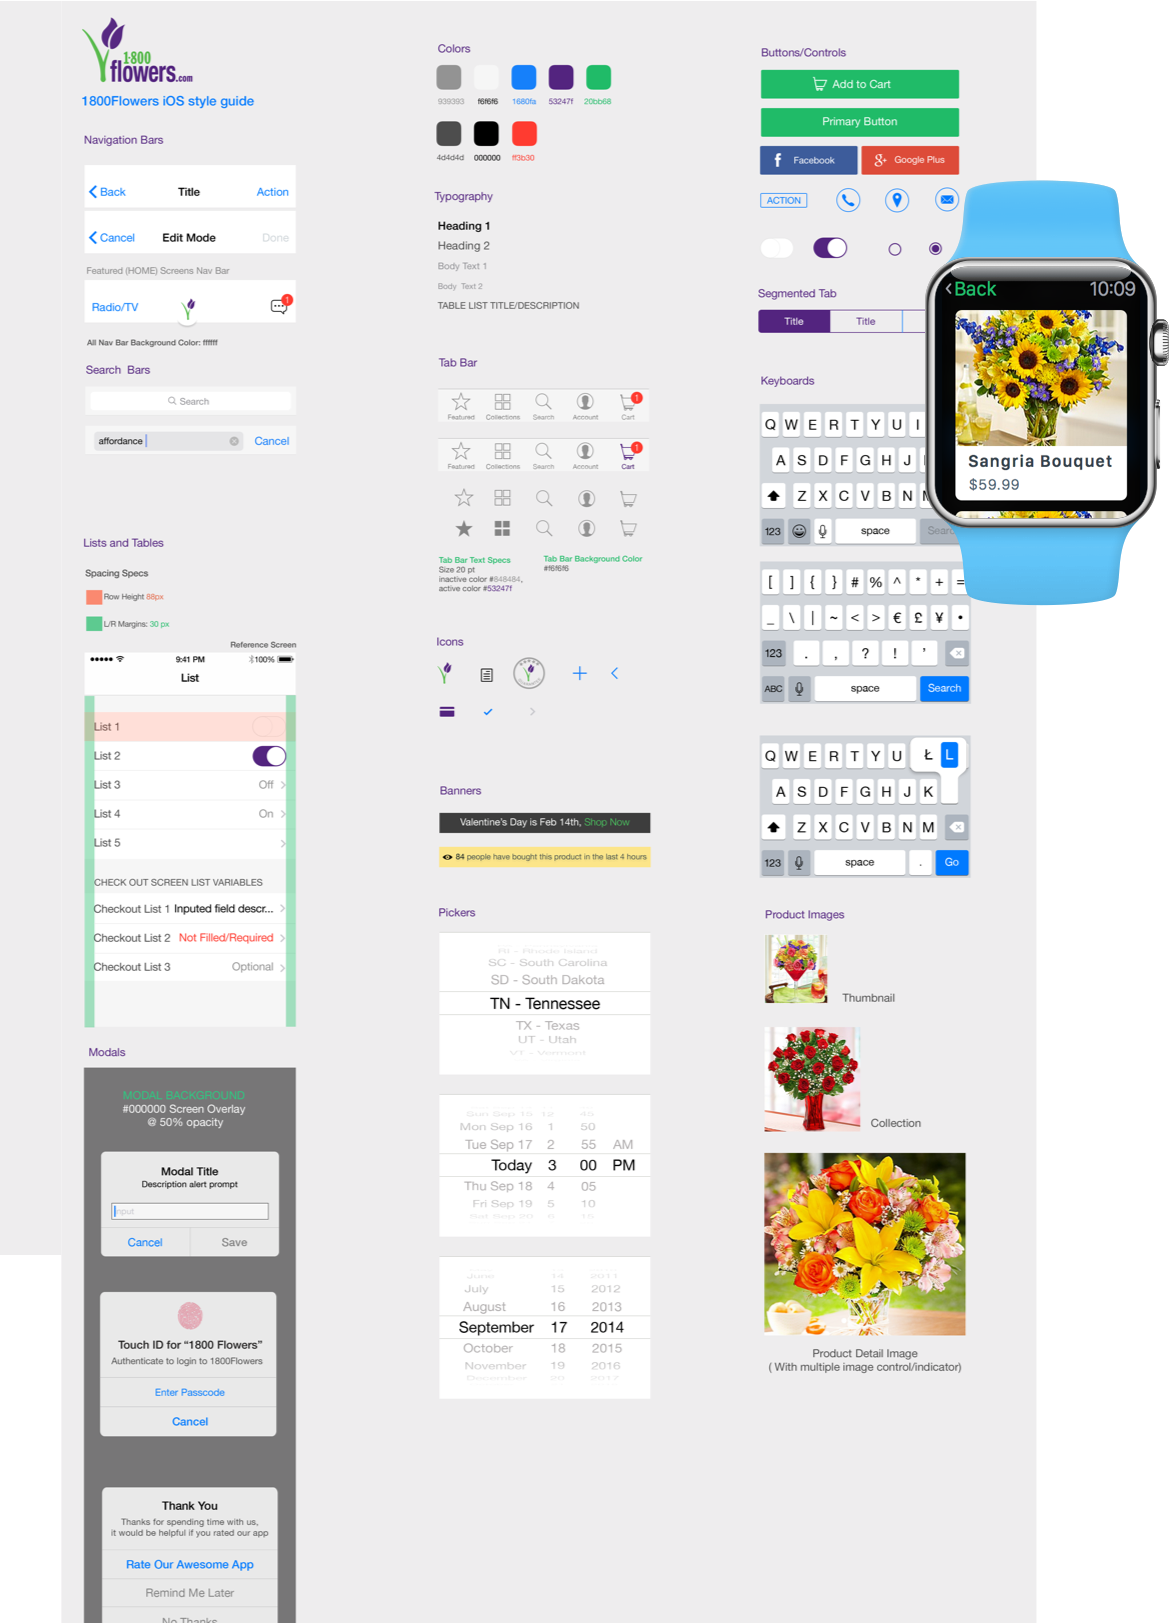 1·800
flowers.com
1800Flowers iOS style guide
Navigation Bars
Back Title Action
Cancel Edit Mode Done
Featured (HOME) Screens Nav Bar
Radio/TV 1
All Nav Bar Background Color: ffffff
Search Bars
Search
affordance Cancel
Lists and Tables
Spacing Specs
Row Height 88px
L/R Margins: 30 px
Reference Screen
9:41 PM 100%
List
List 1
List 2
List 3 Off
List 4 On
List 5
CHECK OUT SCREEN LIST VARIABLES
Checkout List 1 Inputed field descr...
Checkout List 2 Not Filled/Required
Checkout List 3 Optional
Modals
MODAL BACKGROUND
#000000 Screen Overlay
@ 50% opacity
Modal Title
Description alert prompt
Input
Cancel Save
Touch ID for “1800 Flowers”
Authenticate to login to 1800Flowers
Enter Passcode
Cancel
Thank You
Thanks for spending time with us,
it would be helpful if you rated our app
Rate Our Awesome App
Remind Me Later
No Thanks
Colors
939393 f6f6f6 1680fa 53247f 20bb68
4d4d4d 000000 ff3b30
Typography
Heading 1
Heading 2
Body Text 1
Body Text 2
TABLE LIST TITLE/DESCRIPTION
Tab Bar
1
Featured Collections Search Account Cart
1
Featured Collections Search Account Cart
Tab Bar Text Specs
Size 20 pt
inactive color #848484,
active color #53247f
Tab Bar Background Color
#f6f6f6
Icons
Banners
Valentine's Day is Feb 14th, Shop Now
84 people have bought this product in the last 4 hours
Pickers
RI - Rhode Island
SC - South Carolina
SD - South Dakota
TN - Tennessee
TX - Texas
UT - Utah
VT - Vermont
Sun Sep 15 12 45
Mon Sep 16 1 50
Tue Sep 17 2 55 AM
Today 3 00 PM
Thu Sep 18 4 05
Fri Sep 19 5 10
Sat Sep 20 6 15
June 14 2011
July 15 2012
August 16 2013
September 17 2014
October 18 2015
November 19 2016
December 20 2017
Buttons/Controls
Add to Cart
Primary Button
f Facebook g+ Google Plus
ACTION
Segmented Tab
Title Title
Keyboards
Q W E R T Y U I
A S D F G H J
Z X C V B N
123 space Sear
[ ] { } # % ^ * + =
_ \ | ~ < > € £ ¥ •
123 . , ? ! ’
ABC space Search
Q W E R T Y U Ł L
A S D F G H J K
Z X C V B N M
123 space . Go
Product Images
Thumbnail
Collection
Product Detail Image
( With multiple image control/indicator)
Back 10:09
Sangria Bouquet
$59.99